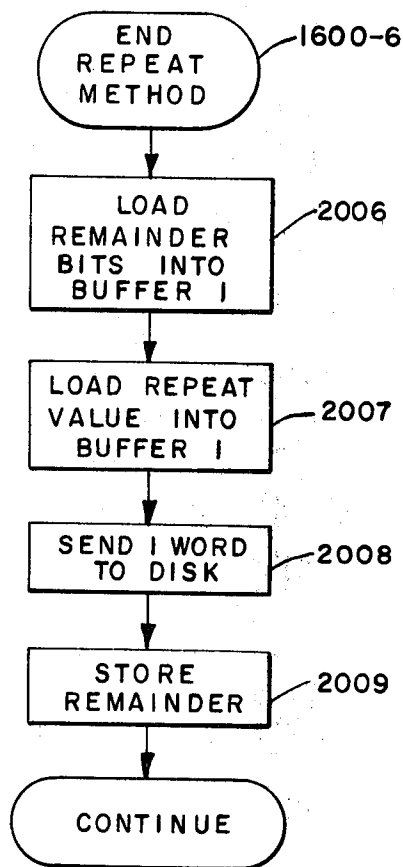 END
REPEAT
METHOD
1600-6
LOAD
REMAINDER
BITS INTO
BUFFER 1
2006
LOAD REPEAT
VALUE INTO
BUFFER 1
2007
SEND 1 WORD
TO DISK
2008
STORE
REMAINDER
2009
CONTINUE